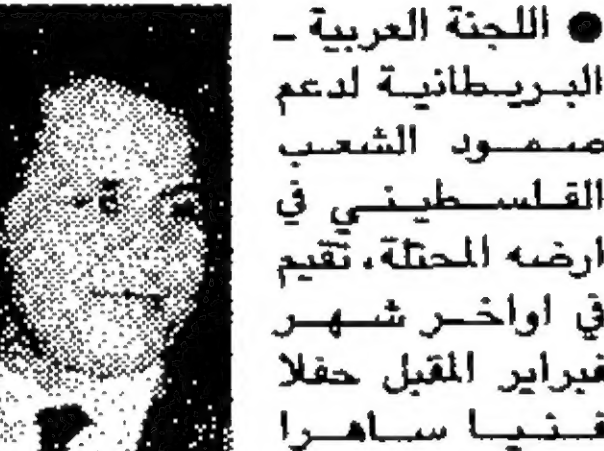 ● اللجنة العربية ـ
البريطانية لدعم
صمود الشعب
الفلسطيني في
ارضه المحتلة، تقيم
في اواخر شهر
فبراير المقبل حفلا
فنيا ساهرا